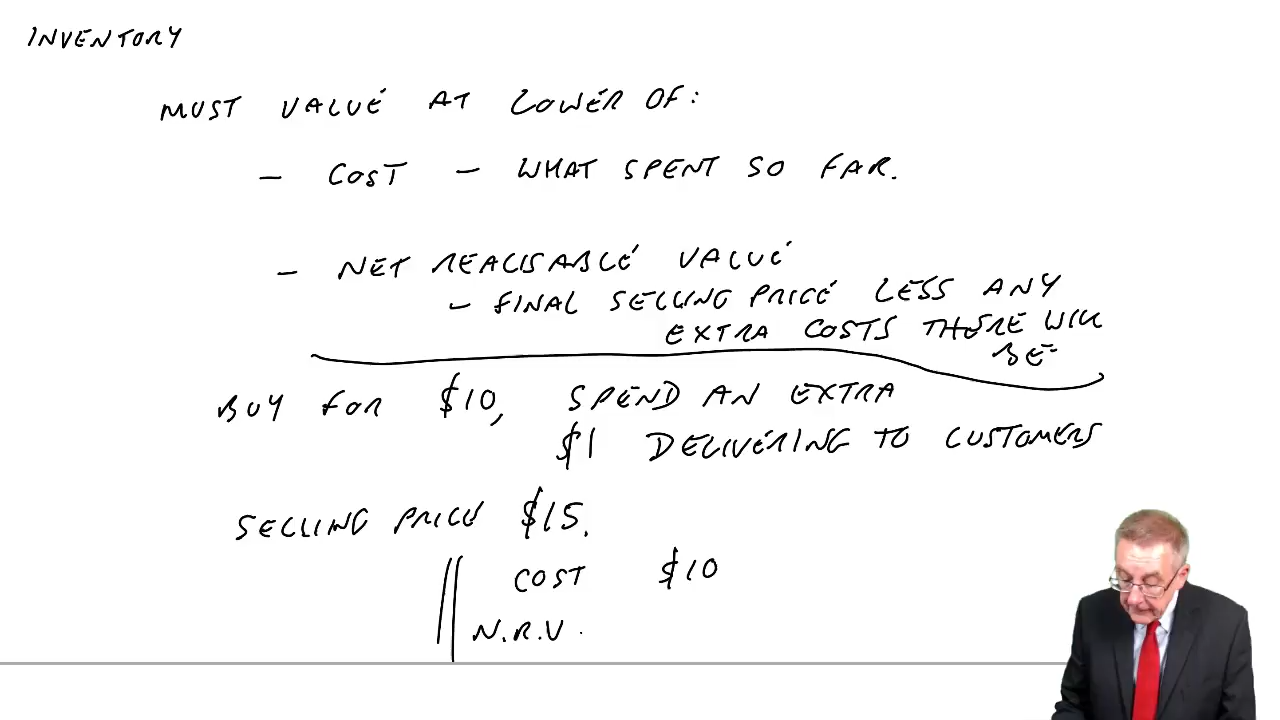 INVENTORY
MUST VALUE AT LOWER OF:
- COST - WHAT SPENT SO FAR.
- NET REALISABLE VALUE
- FINAL SELLING PRICE LESS ANY
EXTRA COSTS THERE WILL
BE
BUY FOR $10, SPEND AN EXTRA
$1 DELIVERING TO CUSTOMERS
SELLING PRICE $15.
COST $10
N.R.V.